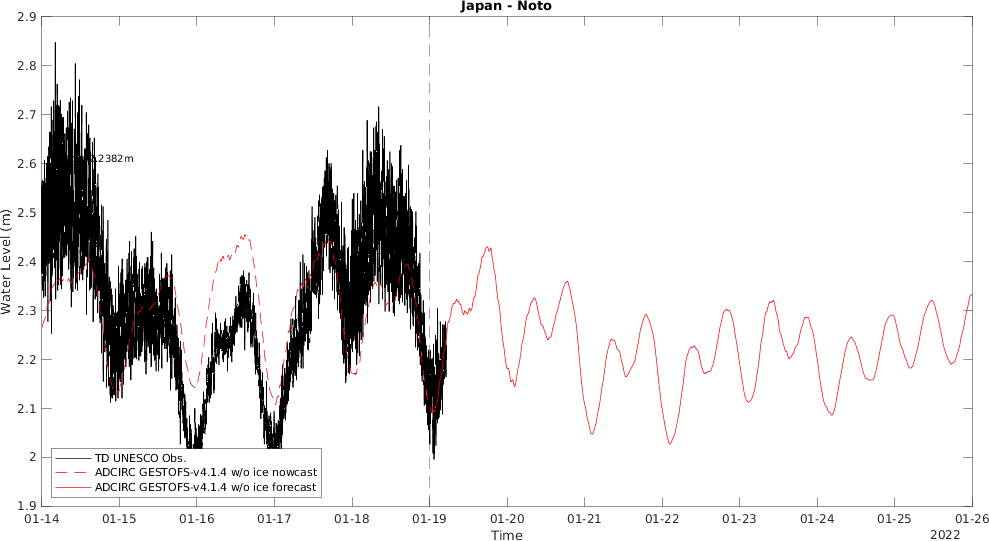 Japan - Noto
2.9
2.8
2.7
2.6
2.5
2.4
2.3
2.2
2.1
2
1.9
Water Level (m)
2382m
TD UNESCO Obs.
ADCIRC GESTOFS-v4.1.4 w/o ice nowcast
ADCIRC GESTOFS-v4.1.4 w/o ice forecast
01-14 01-15 01-16 01-17 01-18 01-19 01-20 01-21 01-22 01-23 01-24 01-25 01-26
Time
2022